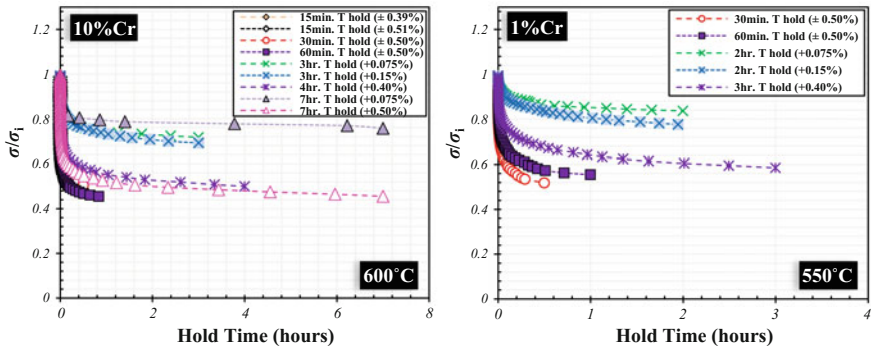 10%Cr
15min. T hold (± 0.39%)
15min. T hold (± 0.51%)
30min. T hold (± 0.50%)
60min. T hold (± 0.50%)
3hr. T hold (+0.075%)
3hr. T hold (+0.15%)
4hr. T hold (+0.40%)
7hr. T hold (+0.075%)
7hr. T hold (+0.50%)
1.2
1
0.8
0.6
0.4
0.2
0
σ/σi
600˚C
0 2 4 6 8
Hold Time (hours)
1%Cr
30min. T hold (± 0.50%)
60min. T hold (± 0.50%)
2hr. T hold (+0.075%)
2hr. T hold (+0.15%)
3hr. T hold (+0.40%)
1.2
1
0.8
0.6
0.4
0.2
0
σ/σi
550˚C
0 1 2 3 4
Hold Time (hours)